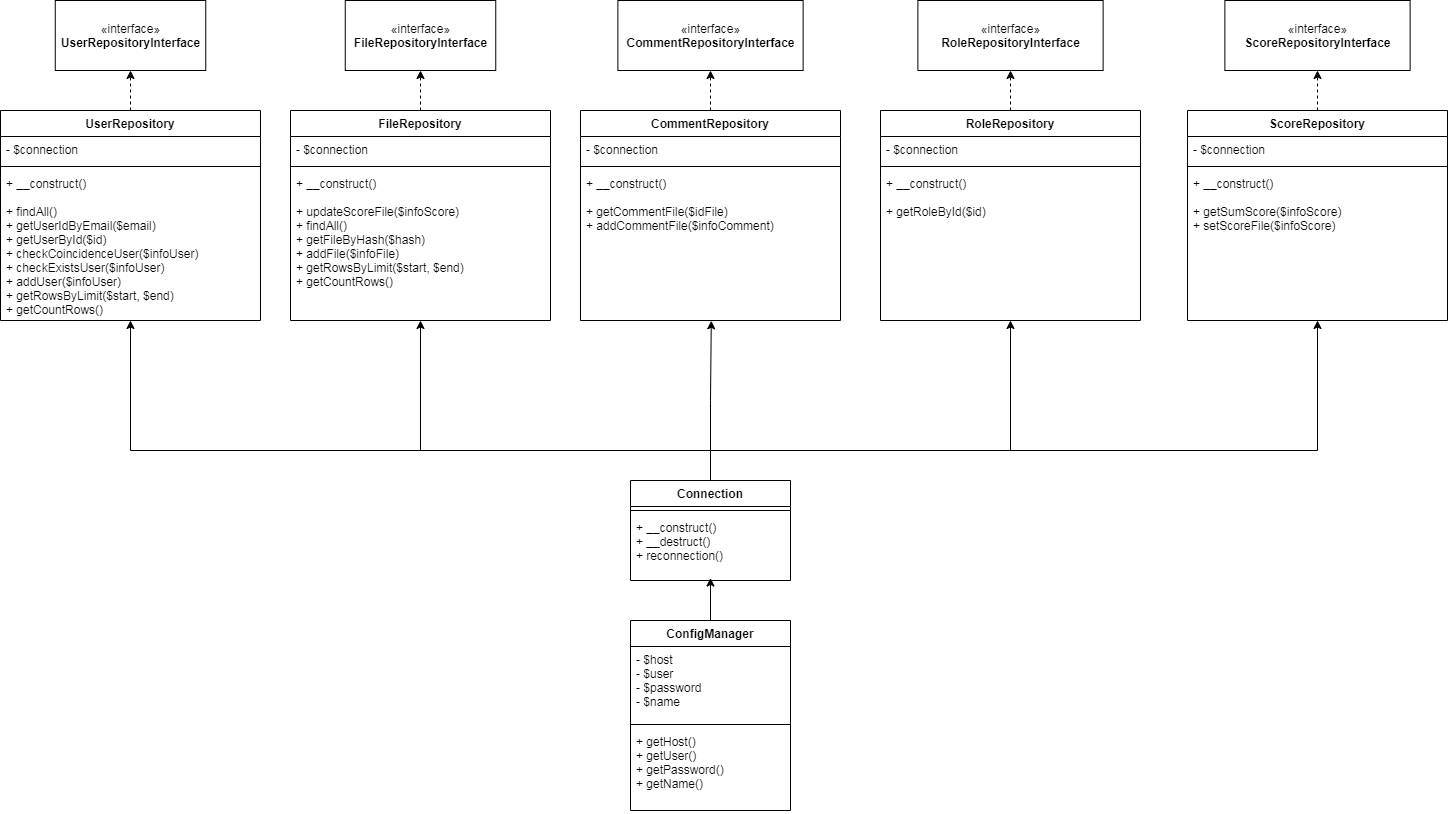 «interface»
UserRepositoryInterface
«interface»
FileRepositoryInterface
«interface»
CommentRepositoryInterface
«interface»
RoleRepositoryInterface
«interface»
ScoreRepositoryInterface
UserRepository
- $connection
+ __construct()
+ findAll()
+ getUserIdByEmail($email)
+ getUserById($id)
+ checkCoincidenceUser($infoUser)
+ checkExistsUser($infoUser)
+ addUser($infoUser)
+ getRowsByLimit($start, $end)
+ getCountRows()
FileRepository
- $connection
+ __construct()
+ updateScoreFile($infoScore)
+ findAll()
+ getFileByHash($hash)
+ addFile($infoFile)
+ getRowsByLimit($start, $end)
+ getCountRows()
CommentRepository
- $connection
+ __construct()
+ getCommentFile($idFile)
+ addCommentFile($infoComment)
RoleRepository
- $connection
+ __construct()
+ getRoleById($id)
ScoreRepository
- $connection
+ __construct()
+ getSumScore($infoScore)
+ setScoreFile($infoScore)
Connection
+ __construct()
+ __destruct()
+ reconnection()
ConfigManager
- $host
- $user
- $password
- $name
+ getHost()
+ getUser()
+ getPassword()
+ getName()